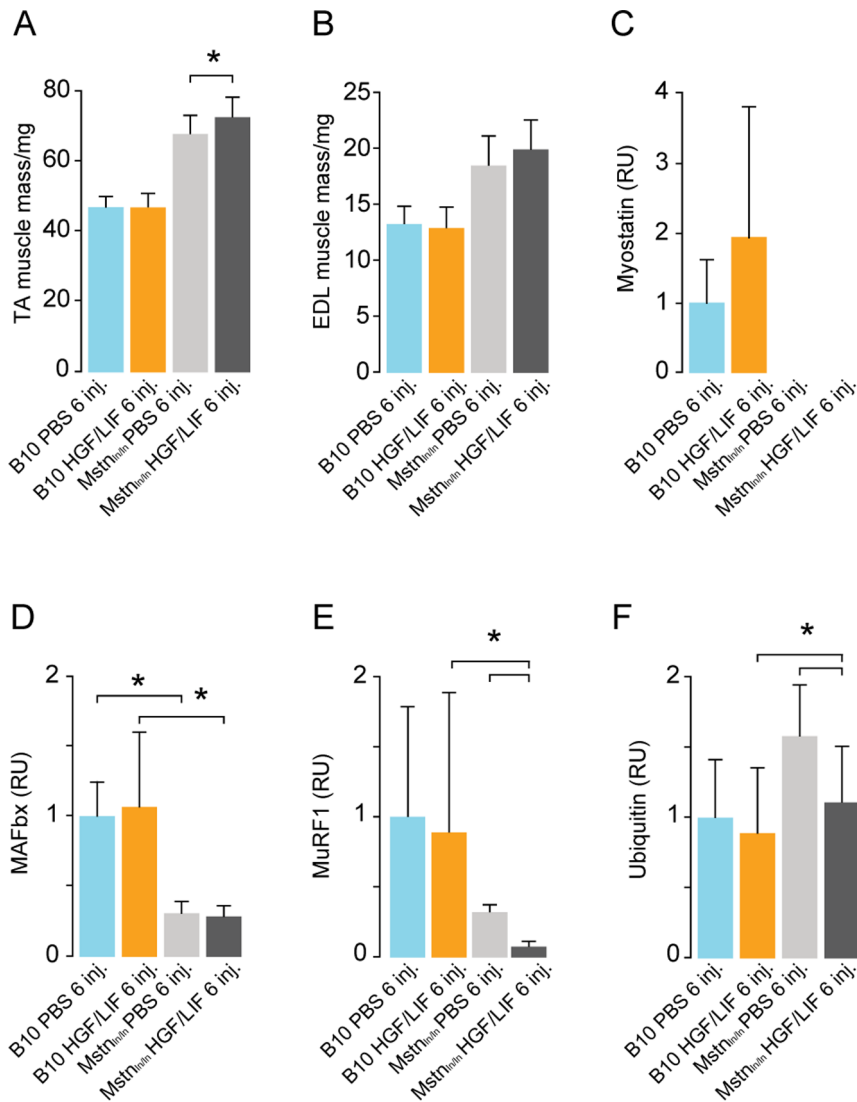 A
TA muscle mass/mg
80
60
40
20
0
*
B10 PBS 6 inj.
B10 HGF/LIF 6 inj.
Mstnln/ln PBS 6 inj.
Mstnln/ln HGF/LIF 6 inj.
B
EDL muscle mass/mg
25
20
15
10
5
0
B10 PBS 6 inj.
B10 HGF/LIF 6 inj.
Mstnln/ln PBS 6 inj.
Mstnln/ln HGF/LIF 6 inj.
C
Myostatin (RU)
4
3
2
1
0
B10 PBS 6 inj.
B10 HGF/LIF 6 inj.
Mstnln/ln PBS 6 inj.
Mstnln/ln HGF/LIF 6 inj.
D
MAFbx (RU)
2
1
0
*
*
B10 PBS 6 inj.
B10 HGF/LIF 6 inj.
Mstnln/ln PBS 6 inj.
Mstnln/ln HGF/LIF 6 inj.
E
MuRF1 (RU)
2
1
0
*
B10 PBS 6 inj.
B10 HGF/LIF 6 inj.
Mstnln/ln PBS 6 inj.
Mstnln/ln HGF/LIF 6 inj.
F
Ubiquitin (RU)
2
1
0
*
B10 PBS 6 inj.
B10 HGF/LIF 6 inj.
Mstnln/ln PBS 6 inj.
Mstnln/ln HGF/LIF 6 inj.